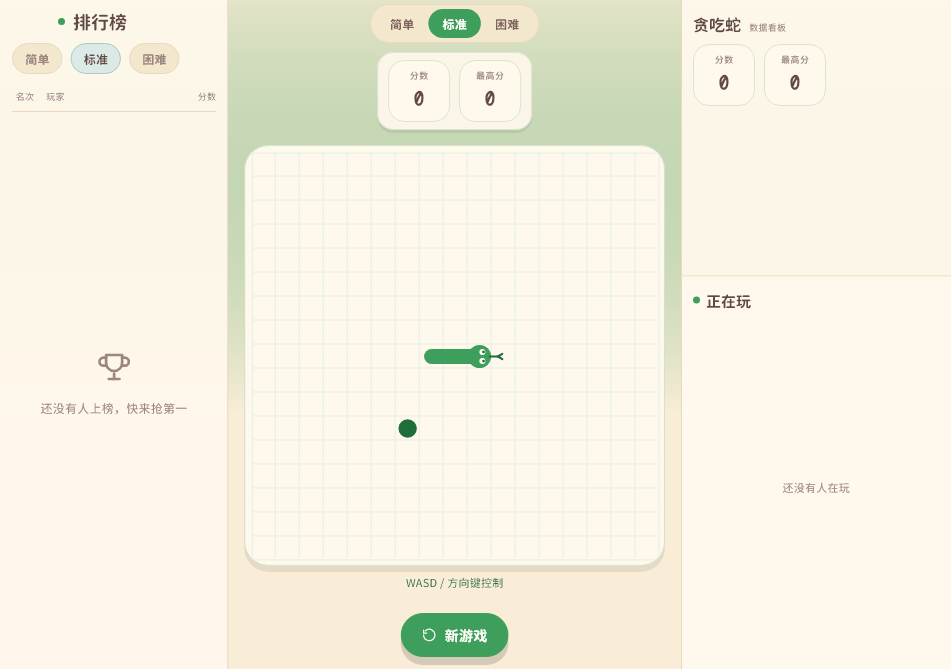 排行榜
简单 标准 困难
名次 玩家 分数
还没有人上榜，快来抢第一
简单 标准 困难
分数 最高分
0 0
WASD / 方向键控制
新游戏
贪吃蛇 数据看板
分数 最高分
0 0
正在玩
还没有人在玩